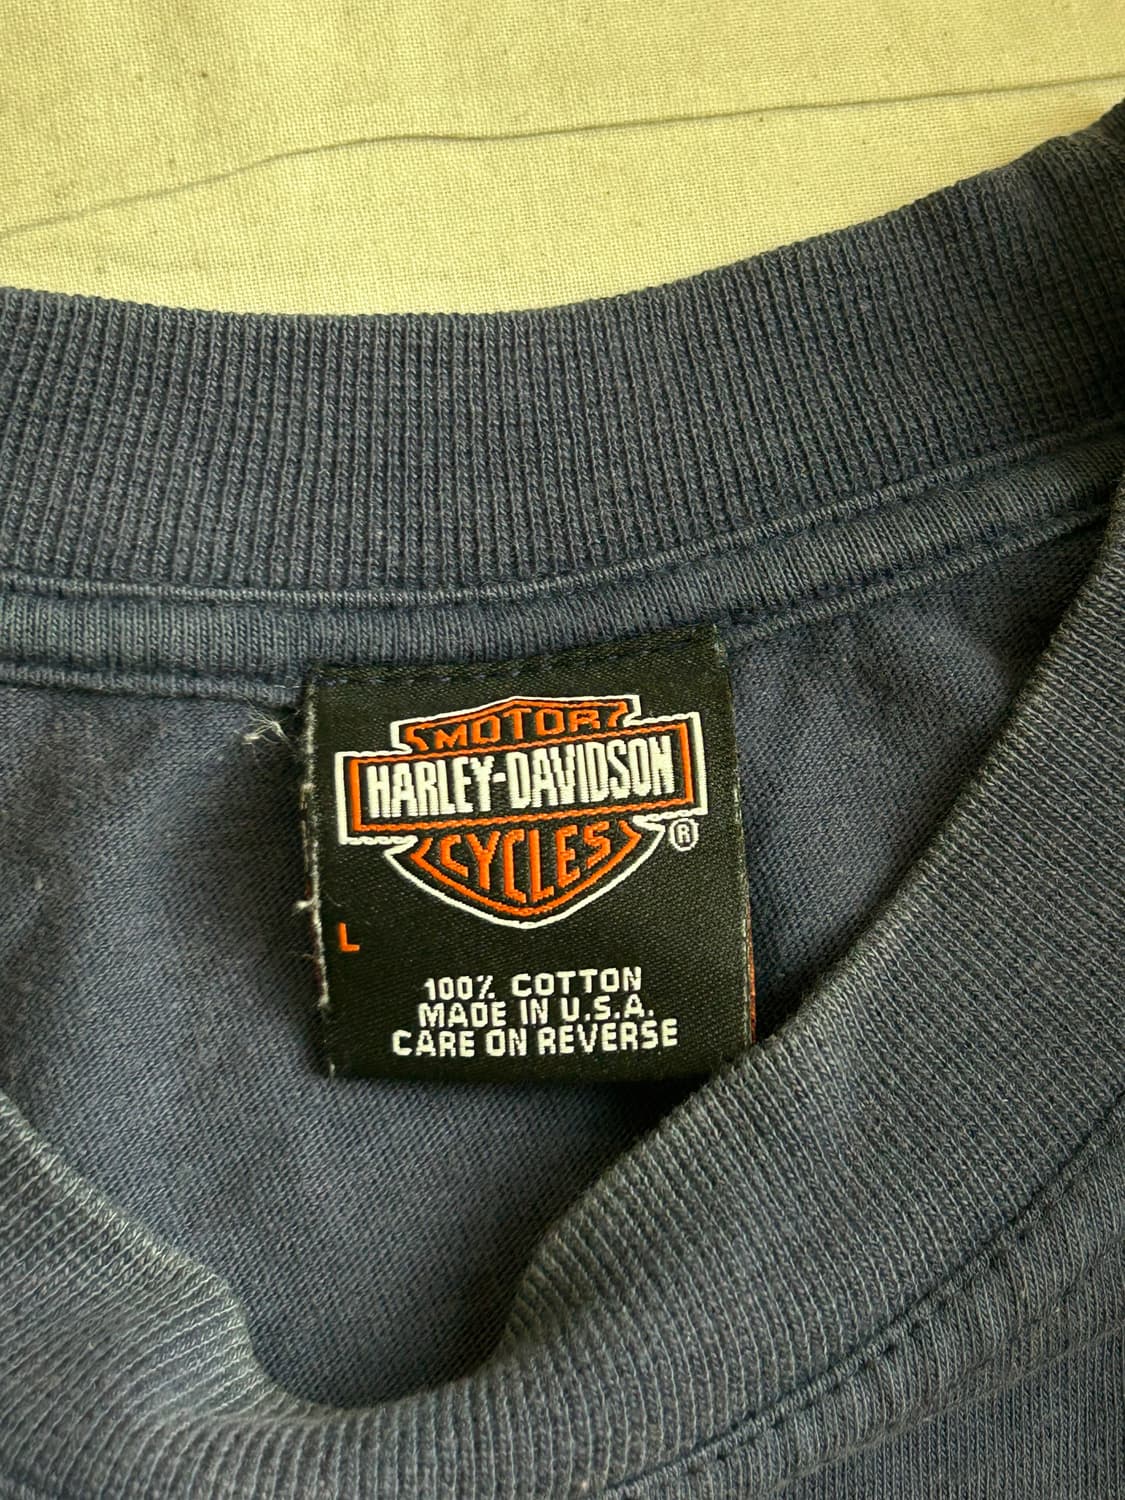 MOTOR
HARLEY-DAVIDSON
CYCLES
®
L
100% COTTON
MADE IN U.S.A.
CARE ON REVERSE